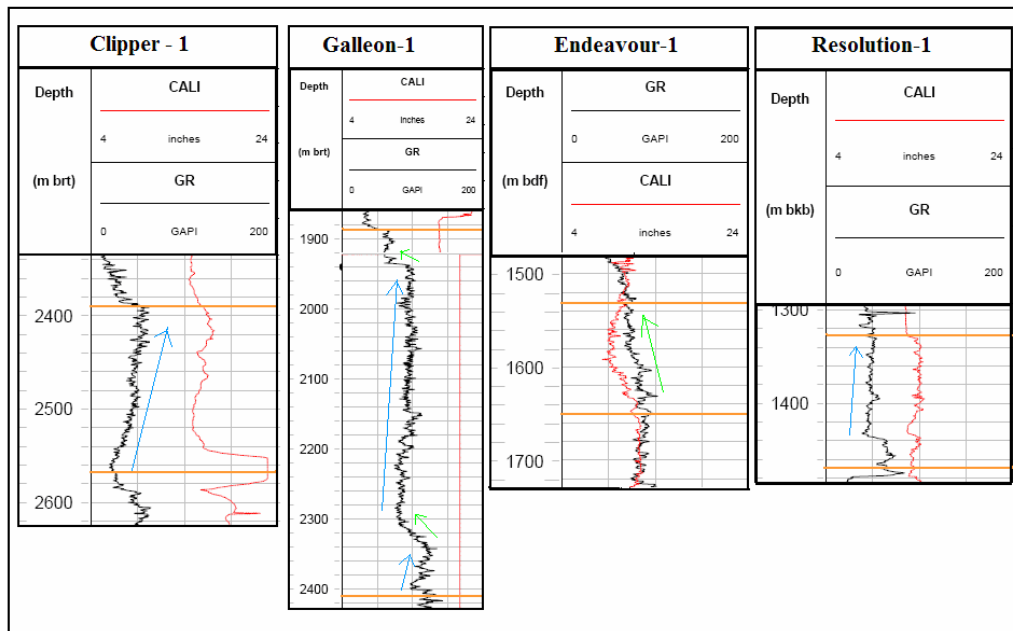 Clipper - 1
Depth
CALI
4 inches 24
(m brt)
GR
0 GAPI 200
2400
2500
2600
Galleon-1
Depth
CALI
4 Inches 24
(m brt)
GR
0 GAPI 200
1900
2000
2100
2200
2300
2400
Endeavour-1
Depth
GR
0 GAPI 200
(m bdf)
CALI
4 inches 24
1500
1600
1700
Resolution-1
Depth
CALI
4 inches 24
(m bkb)
GR
0 GAPI 200
1300
1400